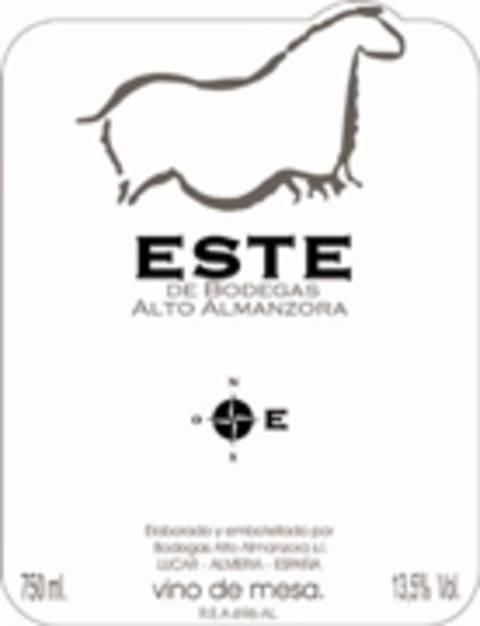 ESTE
DE BODEGAS
ALTO ALMANZORA
N
O E
S
Elaborado y embotellado por
Bodegas Alto Almanzora s.l.
LUCAR - ALMERIA - ESPAÑA
750 ml. vino de mesa. 13,5% Vol.